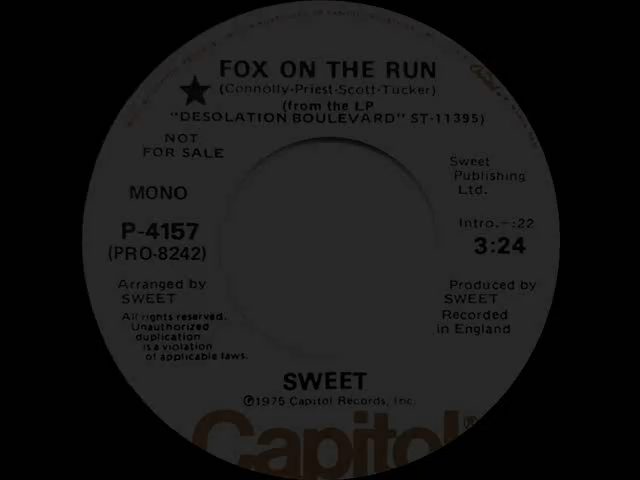 FOX ON THE RUN
(Connolly-Priest-Scott-Tucker)
(from the LP
"DESOLATION BOULEVARD" ST-11395)
NOT
FOR SALE
MONO
P-4157
(PRO-8242)
Arranged by
SWEET
All rights reserved.
Unauthorized
duplication
is a violation
of applicable laws.
Sweet
Publishing
Ltd.
Intro.-:22
3:24
Produced by
SWEET
Recorded
in England
SWEET
℗1975 Capitol Records, Inc.
Capitol®